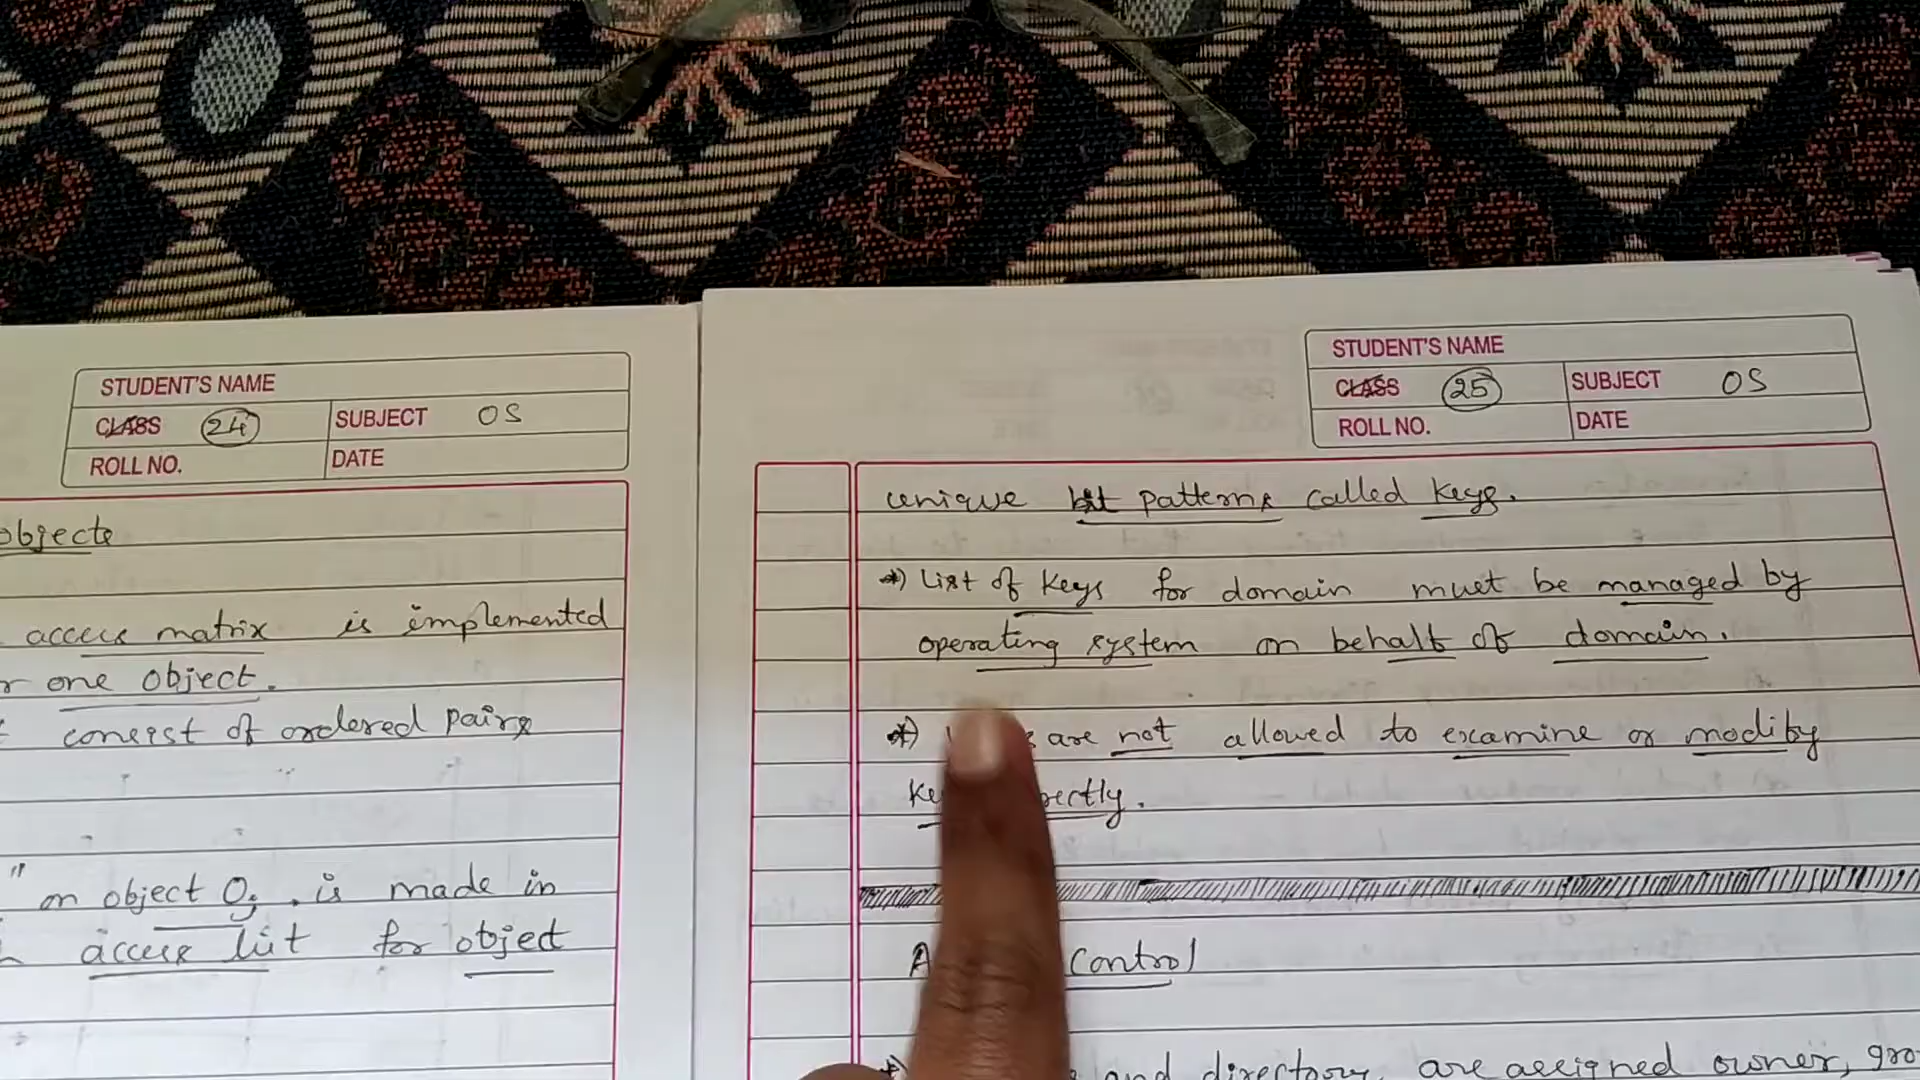 STUDENT'S NAME
CLASS 24 SUBJECT OS
ROLL NO. DATE
objects
access matrix is implemented
one object.
consist of ordered pairs
" on object Oj . is made in
access list for object
STUDENT'S NAME
CLASS 25 SUBJECT OS
ROLL NO. DATE
unique bit patterns called keys.
*) List of keys for domain must be managed by
operating system on behalf of domain.
*) are not allowed to examine or modify
Control
and directory are assigned owner,